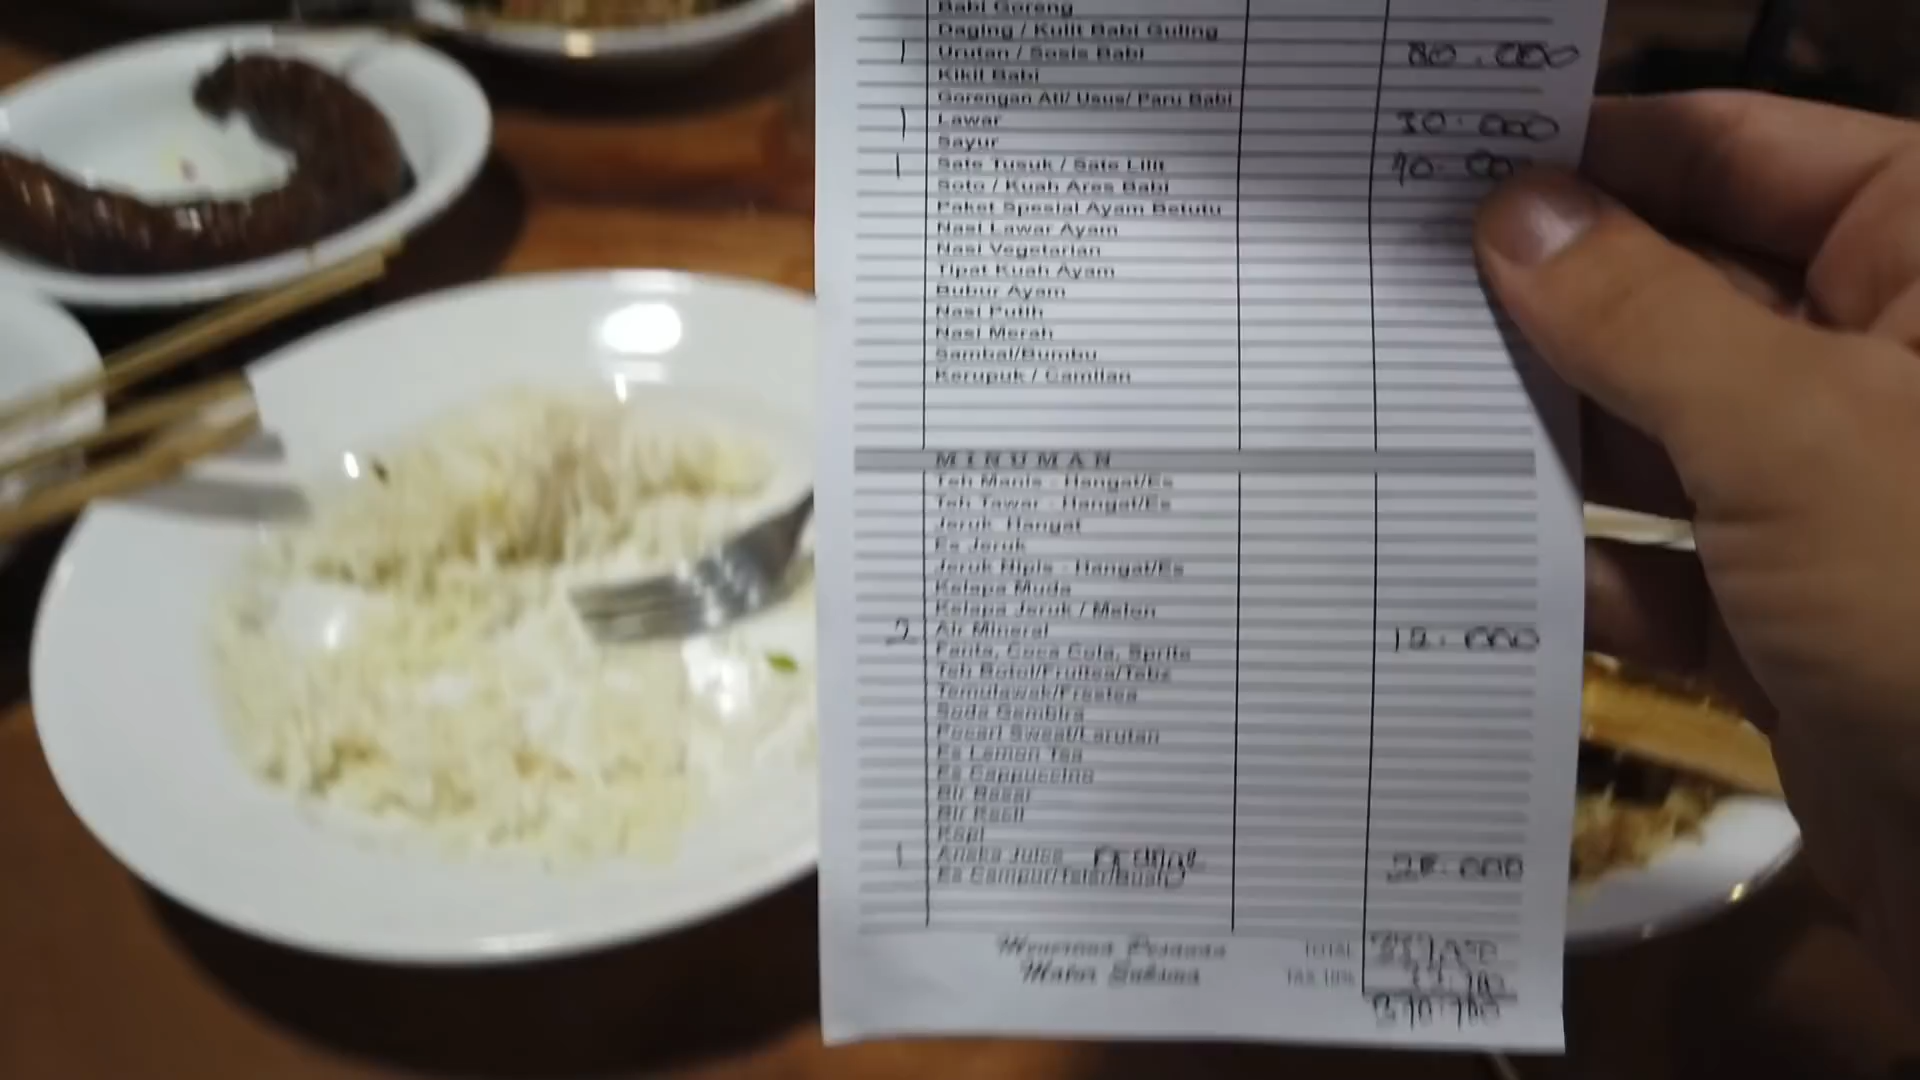 Babi Goreng
Daging / Kulit Babi Guling
1 Urutan / Sosis Babi 80.000
Kikil Babi
Gorengan Ati/ Usus/ Paru Babi
1 Lawar 30.000
Sayur
1 Sate Tusuk / Sate Lilit
Soto / Kuah Ares Babi
Paket Spesial Ayam Betutu
Nasi Lawar Ayam
Nasi Vegetarian
Tipat Kuah Ayam
Bubur Ayam
Nasi Putih
Nasi Merah
Sambal/Bumbu
Kerupuk / Camilan
MINUMAN
Teh Manis - Hangat/Es
Teh Tawar - Hangat/Es
Jeruk Hangat
Es Jeruk
Jeruk Nipis - Hangat/Es
Kelapa Muda
Kelapa Jeruk / Melon
2 Air Mineral
Fanta, Coca Cola, Sprite
Teh Botol/Fruitea/Tebs
Temulawak/Frestea
Soda Gembira
Pocari Sweat/Larutan
Es Lemon Tea
Es Cappuccino
Bir Besar
Bir Kecil
Kopi
1 Aneka Juice
Es Campur/Teler/Buah
Menerima Pesanan TOTAL
Matur Suksma TAX 10%